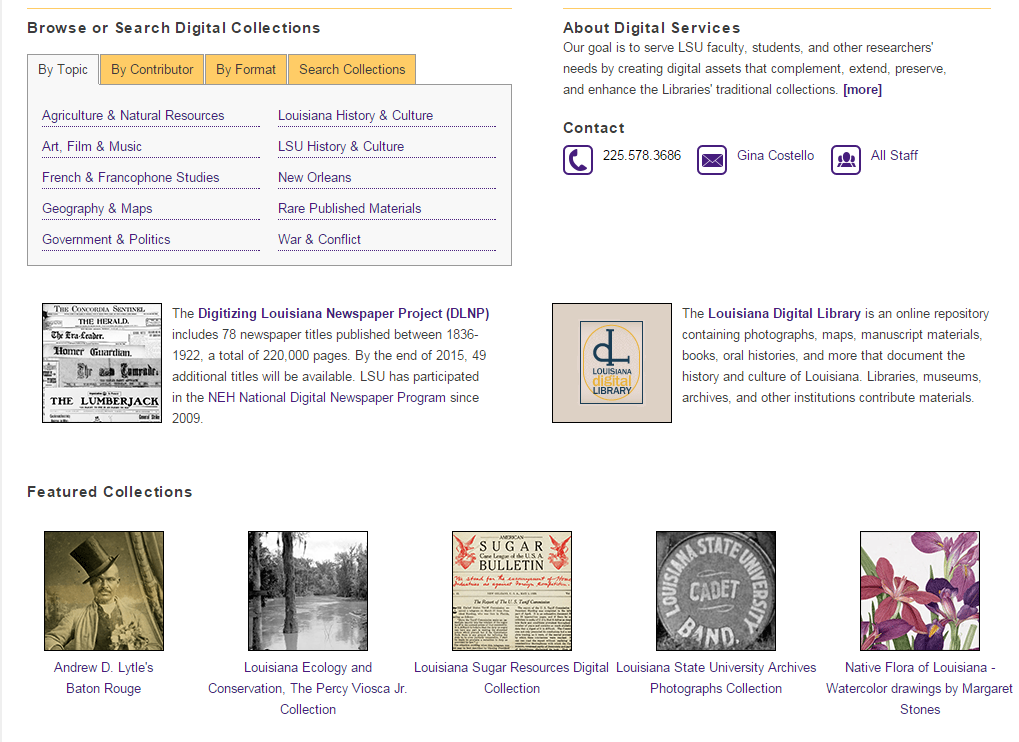 Browse or Search Digital Collections
By Topic
By Contributor
By Format
Search Collections
Agriculture & Natural Resources
Art, Film & Music
French & Francophone Studies
Geography & Maps
Government & Politics
Louisiana History & Culture
LSU History & Culture
New Orleans
Rare Published Materials
War & Conflict
About Digital Services
Our goal is to serve LSU faculty, students, and other researchers'
needs by creating digital assets that complement, extend, preserve,
and enhance the Libraries' traditional collections. [more]
Contact
225.578.3686
Gina Costello
All Staff
THE CONCORDIA SENTINEL
THE HERALD.
The Era-Leader.
Homer Guardian.
The Comrade.
THE LUMBERJACK
The Digitizing Louisiana Newspaper Project (DLNP)
includes 78 newspaper titles published between 1836-
1922, a total of 220,000 pages. By the end of 2015, 49
additional titles will be available. LSU has participated
in the NEH National Digital Newspaper Program since
2009.
LOUISIANA
digital
LIBRARY
The Louisiana Digital Library is an online repository
containing photographs, maps, manuscript materials,
books, oral histories, and more that document the
history and culture of Louisiana. Libraries, museums,
archives, and other institutions contribute materials.
Featured Collections
Andrew D. Lytle's
Baton Rouge
Louisiana Ecology and
Conservation, The Percy Viosca Jr.
Collection
AMERICAN
SUGAR
Cane League of the U. S. A.
BULLETIN
The Report of The U. S. Tariff Commission
Louisiana Sugar Resources Digital
Collection
LOUISIANA STATE UNIVERSITY
CADET
BAND.
Louisiana State University Archives
Photographs Collection
Native Flora of Louisiana -
Watercolor drawings by Margaret
Stones